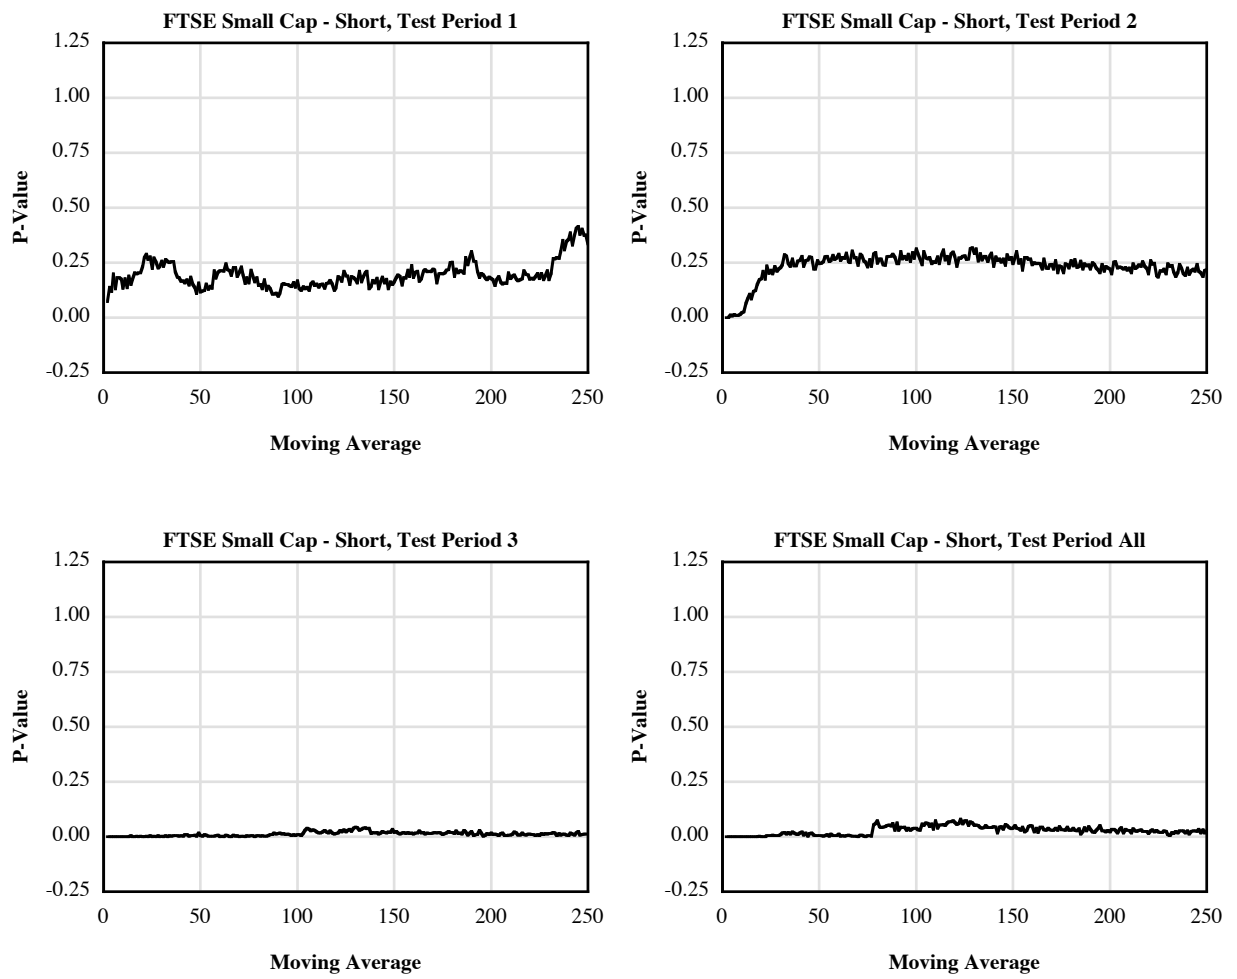 FTSE Small Cap - Short, Test Period 1
1.25
1.00
0.75
0.50
0.25
0.00
-0.25
P-Value
0 50 100 150 200 250
Moving Average
FTSE Small Cap - Short, Test Period 2
1.25
1.00
0.75
0.50
0.25
0.00
-0.25
P-Value
0 50 100 150 200 250
Moving Average
FTSE Small Cap - Short, Test Period 3
1.25
1.00
0.75
0.50
0.25
0.00
-0.25
P-Value
0 50 100 150 200 250
Moving Average
FTSE Small Cap - Short, Test Period All
1.25
1.00
0.75
0.50
0.25
0.00
-0.25
P-Value
0 50 100 150 200 250
Moving Average